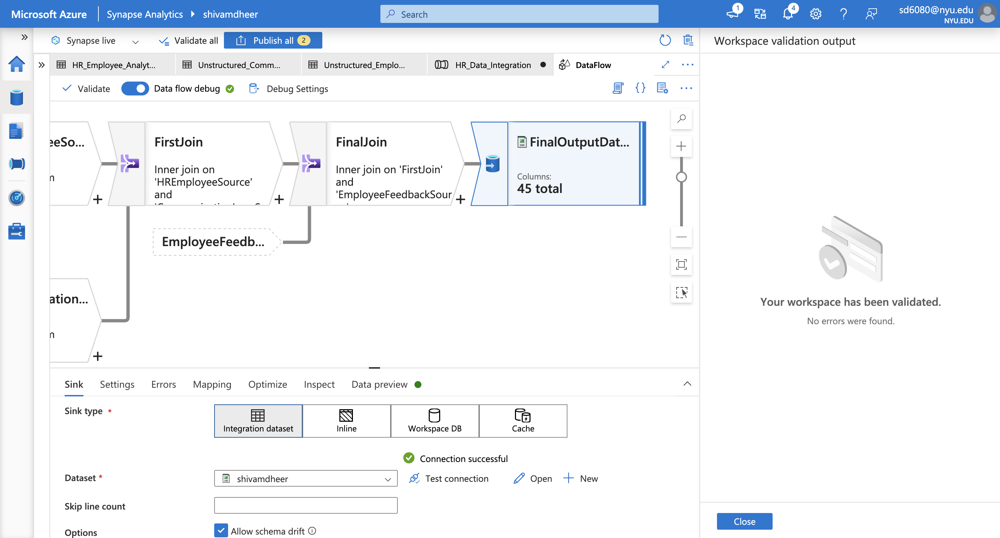 Microsoft Azure
Synapse Analytics
shivamdheer
Search
1
4
sd6080@nyu.edu
NYU.EDU
Synapse live
Validate all
Publish all
2
Workspace validation output
HR_Employee_Analyt...
Unstructured_Comm...
Unstructured_Emplo...
HR_Data_Integration
DataFlow
Validate
Data flow debug
Debug Settings
eeSo...
FirstJoin
Inner join on
'HREmployeeSource'
and
FinalJoin
Inner join on 'FirstJoin'
and
'EmployeeFeedbackSour
FinalOutputDat...
Columns:
45 total
EmployeeFeedb...
ation...
Your workspace has been validated.
No errors were found.
Sink
Settings
Errors
Mapping
Optimize
Inspect
Data preview
Sink type *
Integration dataset
Inline
Workspace DB
Cache
Connection successful
Dataset *
shivamdheer
Test connection
Open
New
Skip line count
Options
Allow schema drift
Close